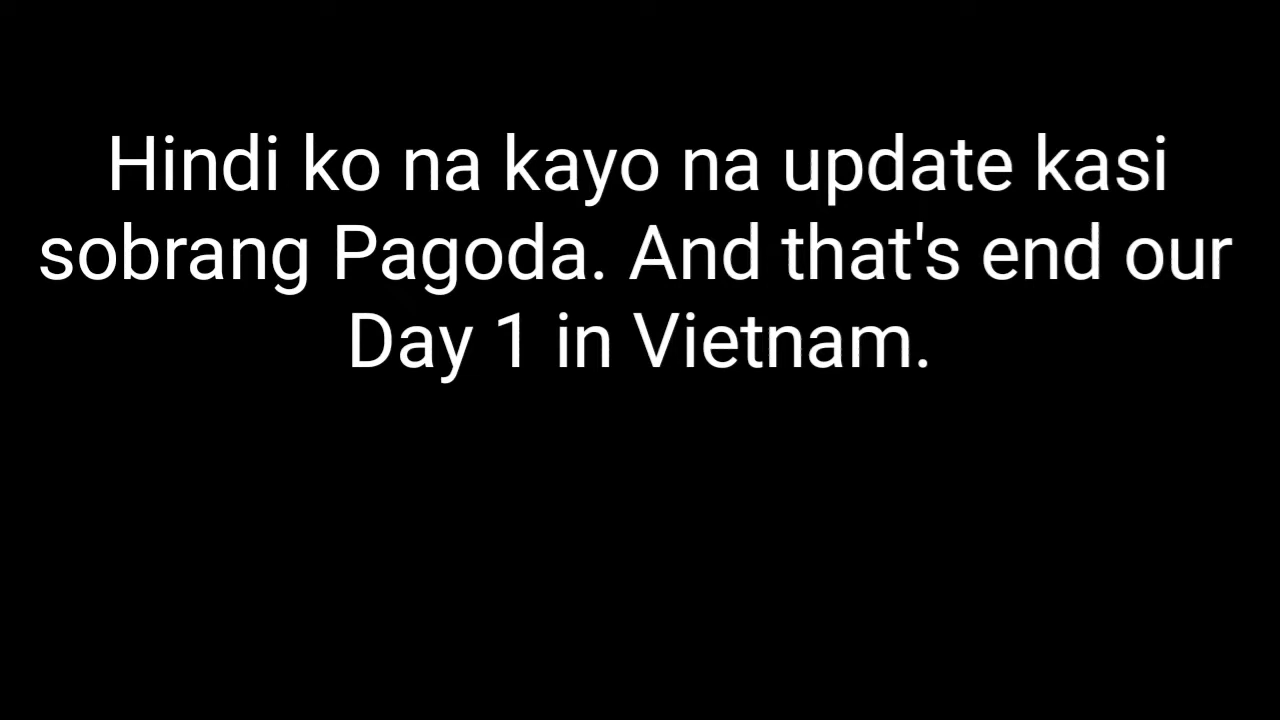 Hindi ko na kayo na update kasi
sobrang Pagoda. And that's end our
Day 1 in Vietnam.